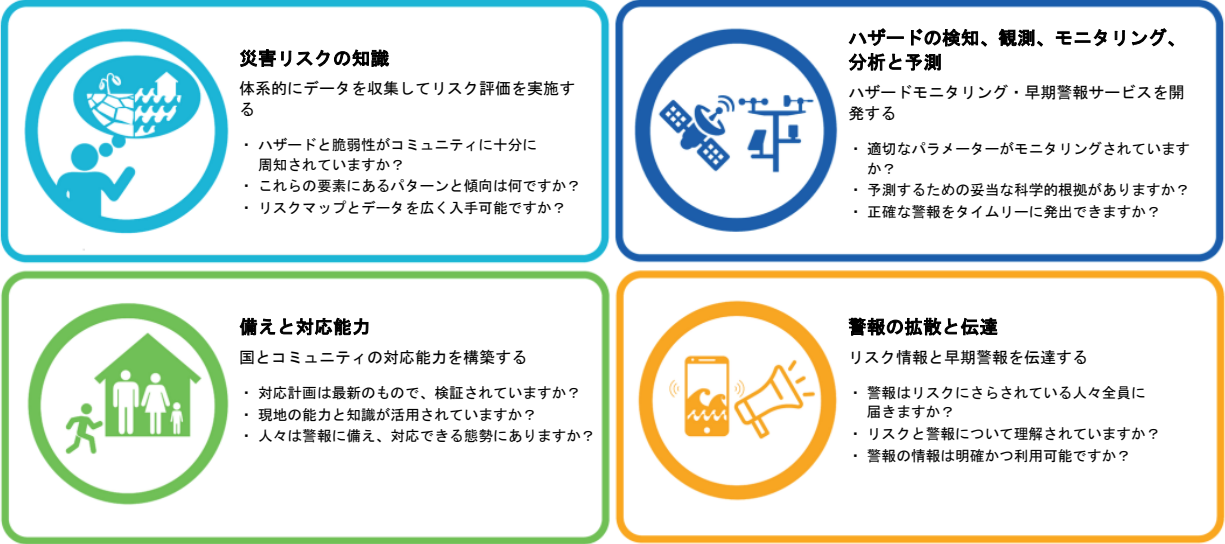 災害リスクの知識
体系的にデータを収集してリスク評価を実施す
る
・ ハザードと脆弱性がコミュニティに十分に
周知されていますか？
・ これらの要素にあるパターンと傾向は何ですか？
・ リスクマップとデータを広く入手可能ですか？
ハザードの検知、観測、モニタリング、
分析と予測
ハザードモニタリング・早期警報サービスを開
発する
・ 適切なパラメーターがモニタリングされています
か？
・ 予測するための妥当な科学的根拠がありますか？
・ 正確な警報をタイムリーに発出できますか？
備えと対応能力
国とコミュニティの対応能力を構築する
・ 対応計画は最新のもので、検証されていますか？
・ 現地の能力と知識が活用されていますか？
・ 人々は警報に備え、対応できる態勢にありますか？
警報の拡散と伝達
リスク情報と早期警報を伝達する
・ 警報はリスクにさらされている人々全員に
届きますか？
・ リスクと警報について理解されていますか？
・ 警報の情報は明確かつ利用可能ですか？